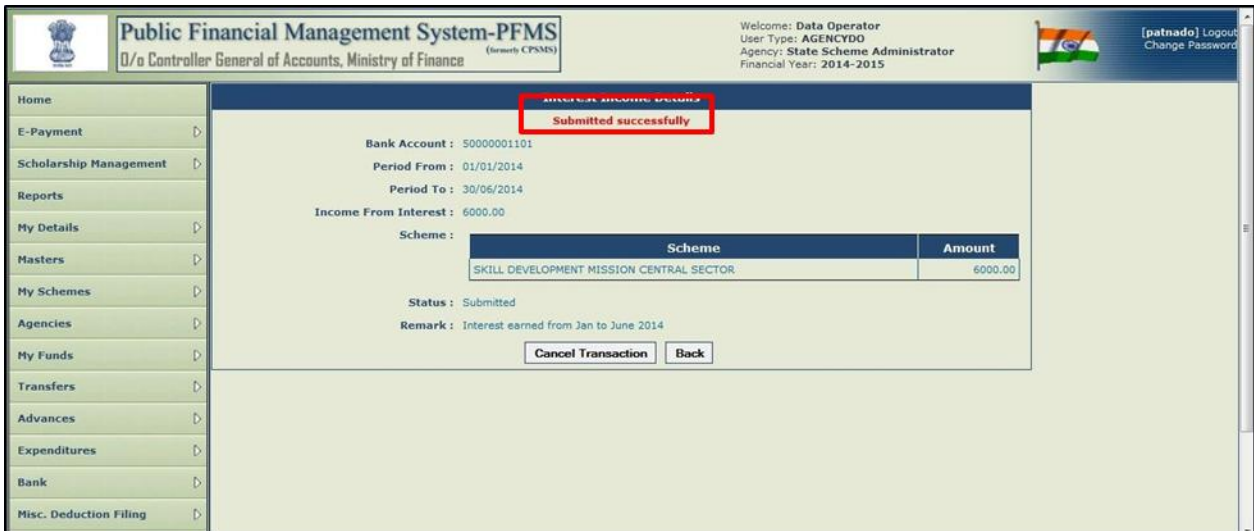 Public Financial Management System-PFMS
(formerly CPSMS)
O/o Controller General of Accounts, Ministry of Finance
Welcome: Data Operator
User Type: AGENCYDO
Agency: State Scheme Administrator
Financial Year: 2014-2015
[patnado] Logout
Change Password
Home
E-Payment
Scholarship Management
Reports
My Details
Masters
My Schemes
Agencies
My Funds
Transfers
Advances
Expenditures
Bank
Misc. Deduction Filing
Interest Income Details
Submitted successfully
Bank Account : 50000001101
Period From : 01/01/2014
Period To : 30/06/2014
Income From Interest : 6000.00
Scheme :
Scheme Amount
SKILL DEVELOPMENT MISSION CENTRAL SECTOR 6000.00
Status : Submitted
Remark : Interest earned from Jan to June 2014
Cancel Transaction Back